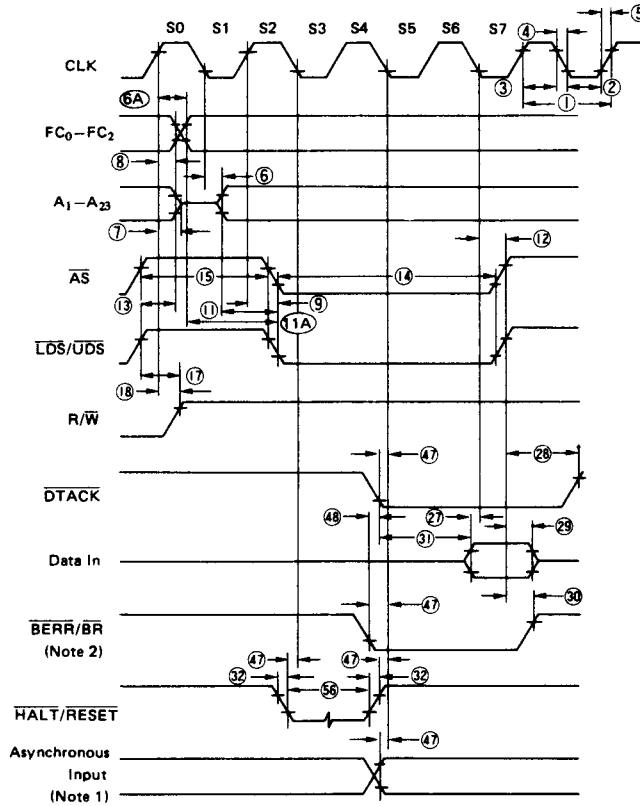 S0 S1 S2 S3 S4 S5 S6 S7
④ ⑤
CLK
③ ① ②
6A
FC0–FC2
⑧ ⑥
A1–A23
⑦ ⑫
AS
⑮ ⑭
⑬ ⑪ ⑨
11A
LDS/UDS
⑰
⑱
R/W
㊼ ㉘
DTACK
㊽ ㉗ ㉙
㉛
Data In
㊼ 30
BERR/BR
(Note 2)
㊼ ㊼
32 56 32
HALT/RESET
㊼
Asynchronous
Input
(Note 1)